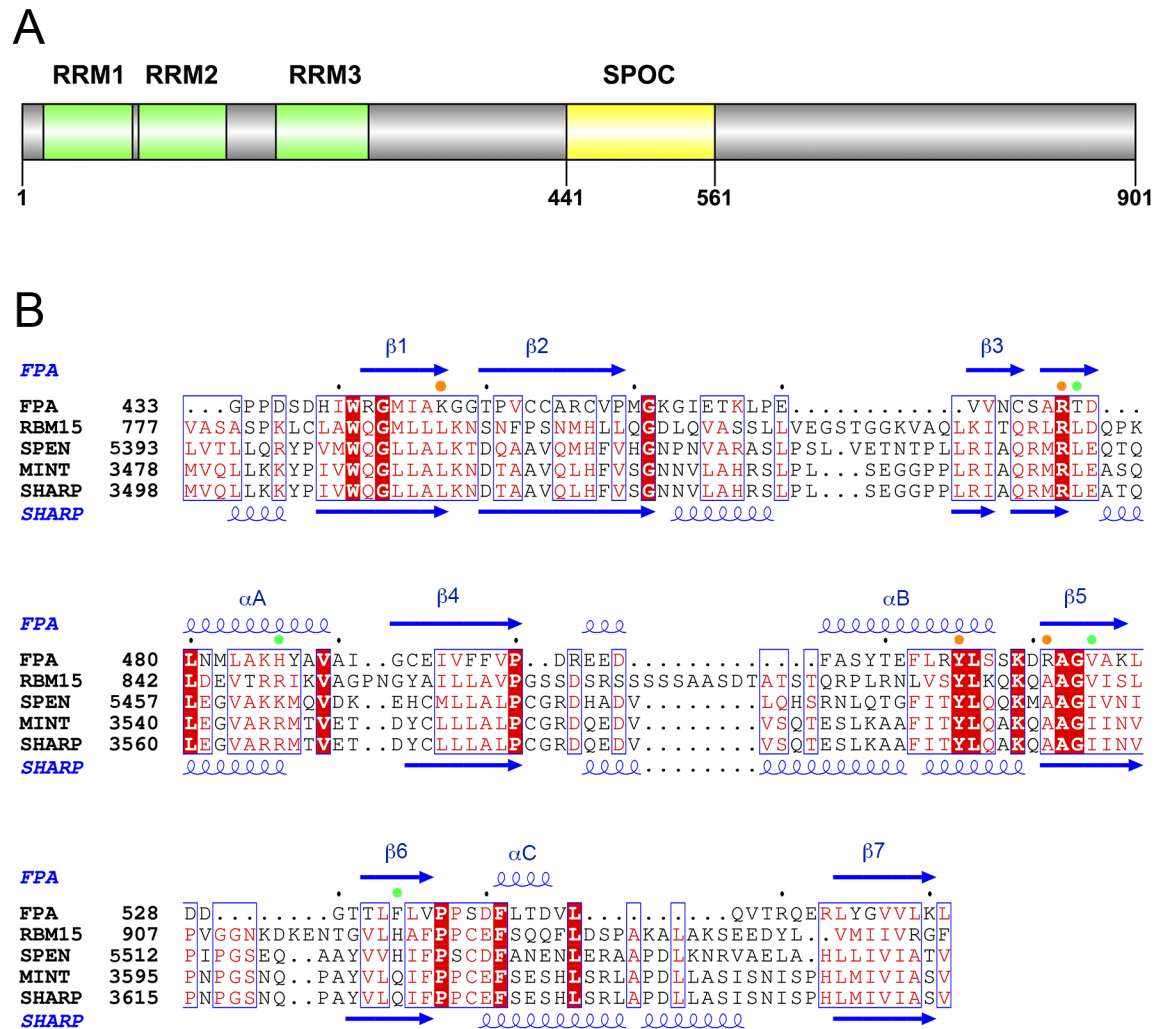 A
RRM1 RRM2 RRM3 SPOC
1 441 561 901
B
β1 β2 β3
FPA
FPA 433 ...GPPDSDHIWRGMIAKGGTPVCCARCVPMGKGIETKLPE............VVNCSARTD...
RBM15 777 VASASPKLCLAWQGMLLLKNSNFPSNMHLLQGDLQVASSLLVEGSTGGKVAQLKITQRLRLDQPK
SPEN 5393 LVTLLQRYPVMWQGLLALKTDQAAVQMHFVHGNPNVARASLPSL.VETNTPLLRIAQRMRLEQTQ
MINT 3478 MVQLLKKYPIVWQGLLALKNDTAAVQLHFVSGNNVLAHRSLPL...SEGGPPLRIAQRMRLEASQ
SHARP 3498 MVQLLKKYPIVWQGLLALKNDTAAVQLHFVSGNNVLAHRSLPL...SEGGPPLRIAQRMRLEATQ
SHARP
αA β4 αB β5
FPA
FPA 480 LNMLAKHYAVAI..GCEIVFFVP..DREED.............FASYTEFLRYLSSKDRAGVAKL
RBM15 842 LDEVTRRIKVAGPNGYAILLAVPGSSDSRSSSSSAASDTATSTQRPLRNLVSYLKQKQAAGVISL
SPEN 5457 LEGVAKKMQVDK..EHCMLLALPCGRDHADV.........LQHSRNLQTGFITYLQQKMAAGIVNI
MINT 3540 LEGVARRMTVET..DYCLLLALPCGRDQEDV.........VSQTESLKAAFITYLQAKQAAGIINV
SHARP 3560 LEGVARRMTVET..DYCLLLALPCGRDQEDV.........VSQTESLKAAFITYLQAKQAAGIINV
SHARP
β6 αC β7
FPA
FPA 528 DD........GTTLFLVPPSDFLTDVL..........QVTRQERLYGVVLKL
RBM15 907 PVGGNKDKENTGVLHAFPPCEFSQQFLDSPAKALAKSEEDYL..VMIIVRGF
SPEN 5512 PIPGSEQ..AAYVVHIFPSCDFANENLERAAPDLKNRVAELA.HLLIVIATV
MINT 3595 PNPGSNQ..PAYVLQIFPPCEFSESHLSRLAPDLLASISNISPHLMIVIASV
SHARP 3615 PNPGSNQ..PAYVLQIFPPCEFSESHLSRLAPDLLASISNISPHLMIVIASV
SHARP